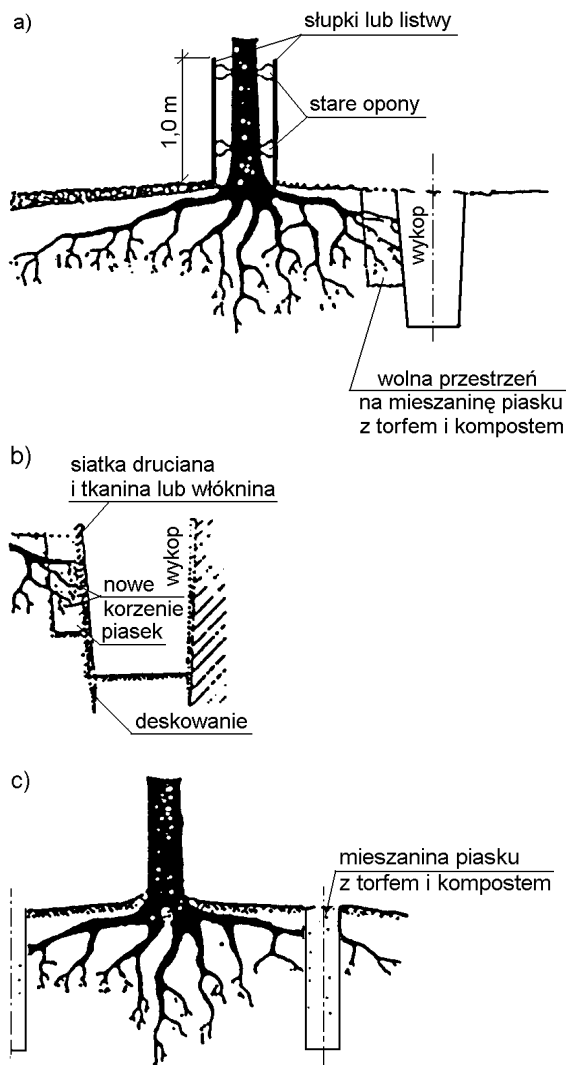 a)
słupki lub listwy
stare opony
1,0 m
wykop
wolna przestrzeń
na mieszaninę piasku
z torfem i kompostem
b)
siatka druciana
i tkanina lub włóknina
wykop
nowe
korzenie
piasek
deskowanie
c)
mieszanina piasku
z torfem i kompostem